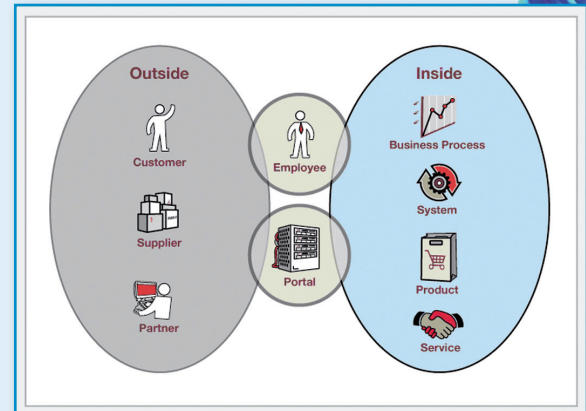 Outside
Customer
Supplier
Partner
Employee
Portal
Inside
Business Process
System
Product
Service